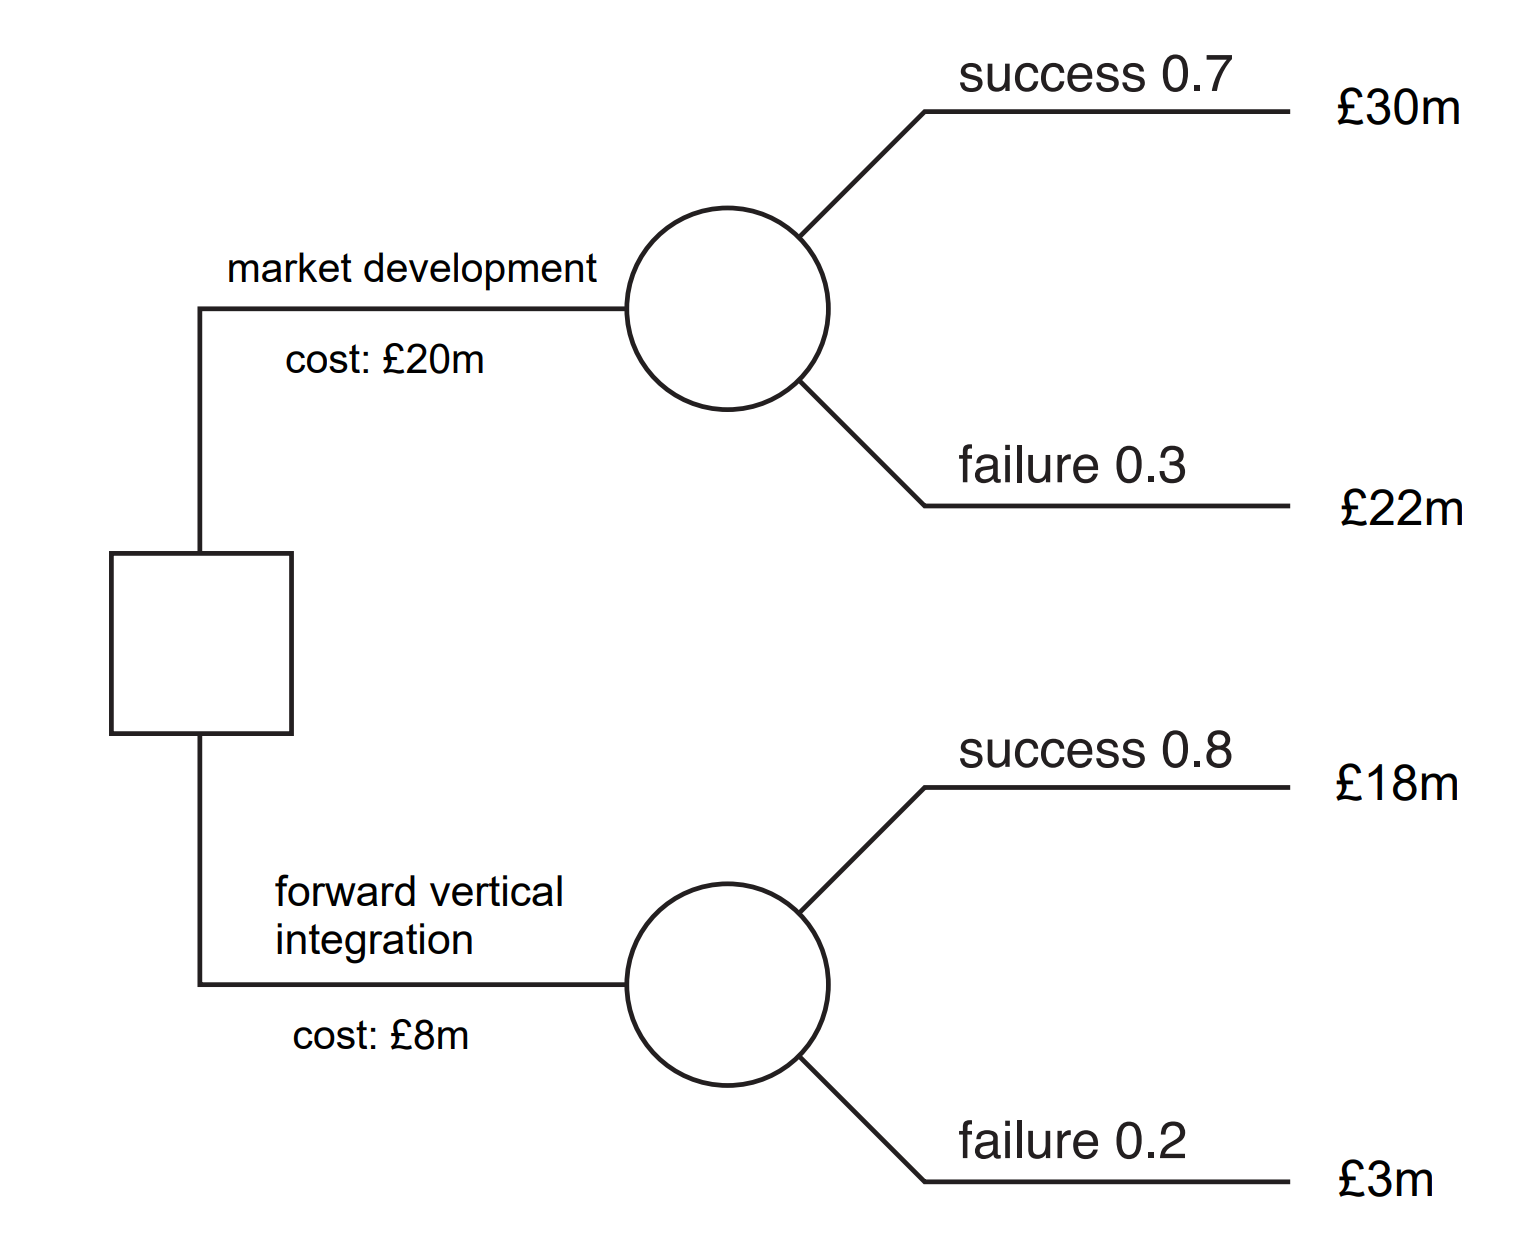 success 0.7
£30m
market development
cost: £20m
failure 0.3
£22m
success 0.8
£18m
forward vertical
integration
cost: £8m
failure 0.2
£3m